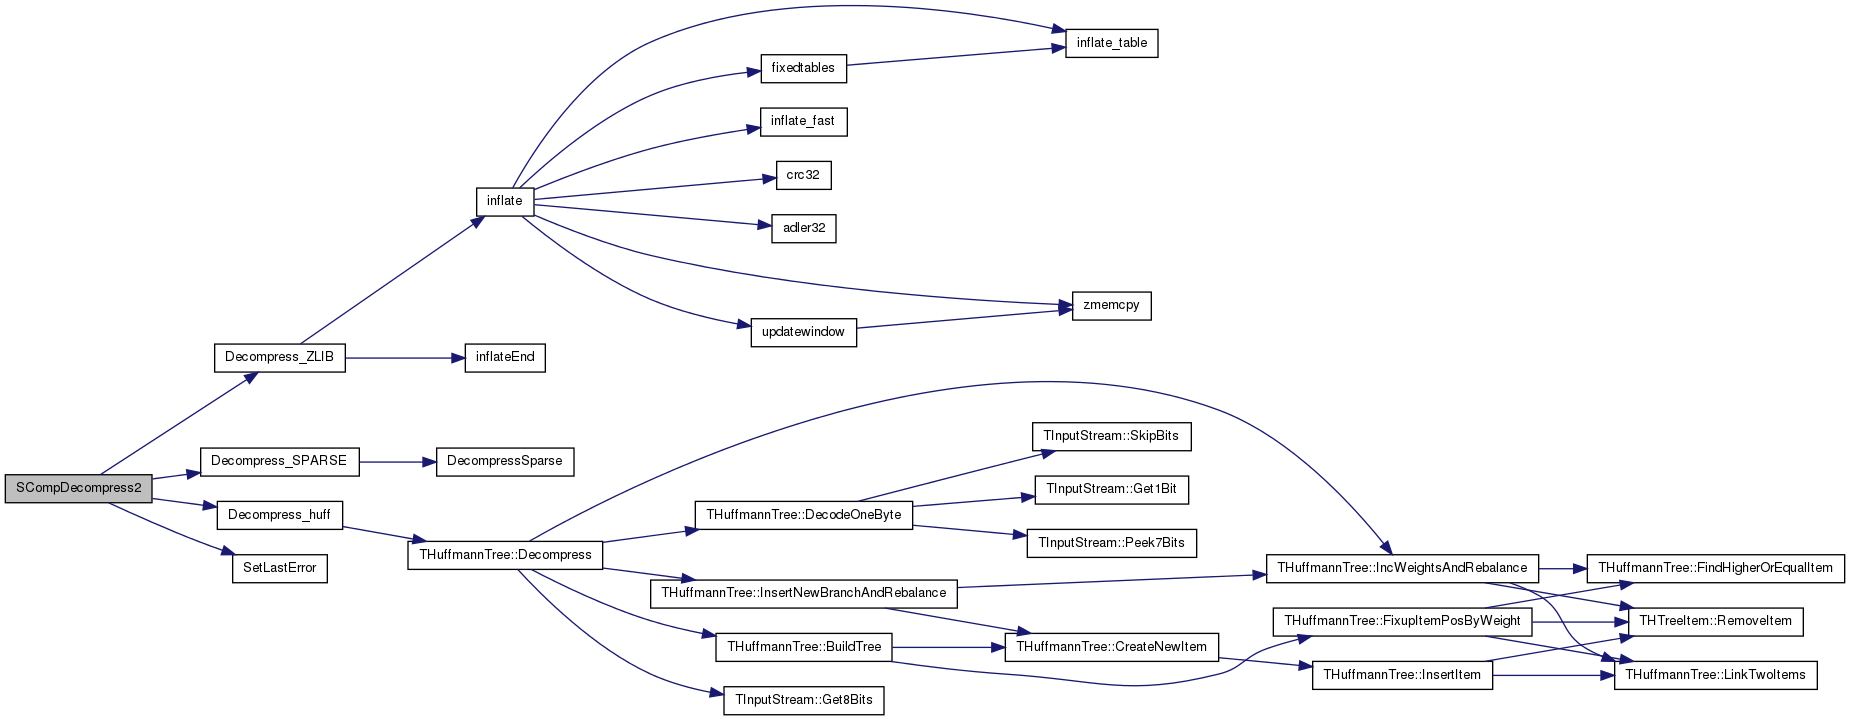 inflate_table
fixedtables
inflate_fast
crc32
inflate
adler32
zmemcpy
updatewindow
Decompress_ZLIB
inflateEnd
TInputStream::SkipBits
Decompress_SPARSE
DecompressSparse
SCompDecompress2
TInputStream::Get1Bit
Decompress_huff
THuffmannTree::DecodeOneByte
TInputStream::Peek7Bits
THuffmannTree::Decompress
SetLastError
THuffmannTree::IncWeightsAndRebalance
THuffmannTree::FindHigherOrEqualItem
THuffmannTree::InsertNewBranchAndRebalance
THuffmannTree::FixupItemPosByWeight
THTreeItem::RemoveItem
THuffmannTree::BuildTree
THuffmannTree::CreateNewItem
THuffmannTree::InsertItem
THuffmannTree::LinkTwoItems
TInputStream::Get8Bits